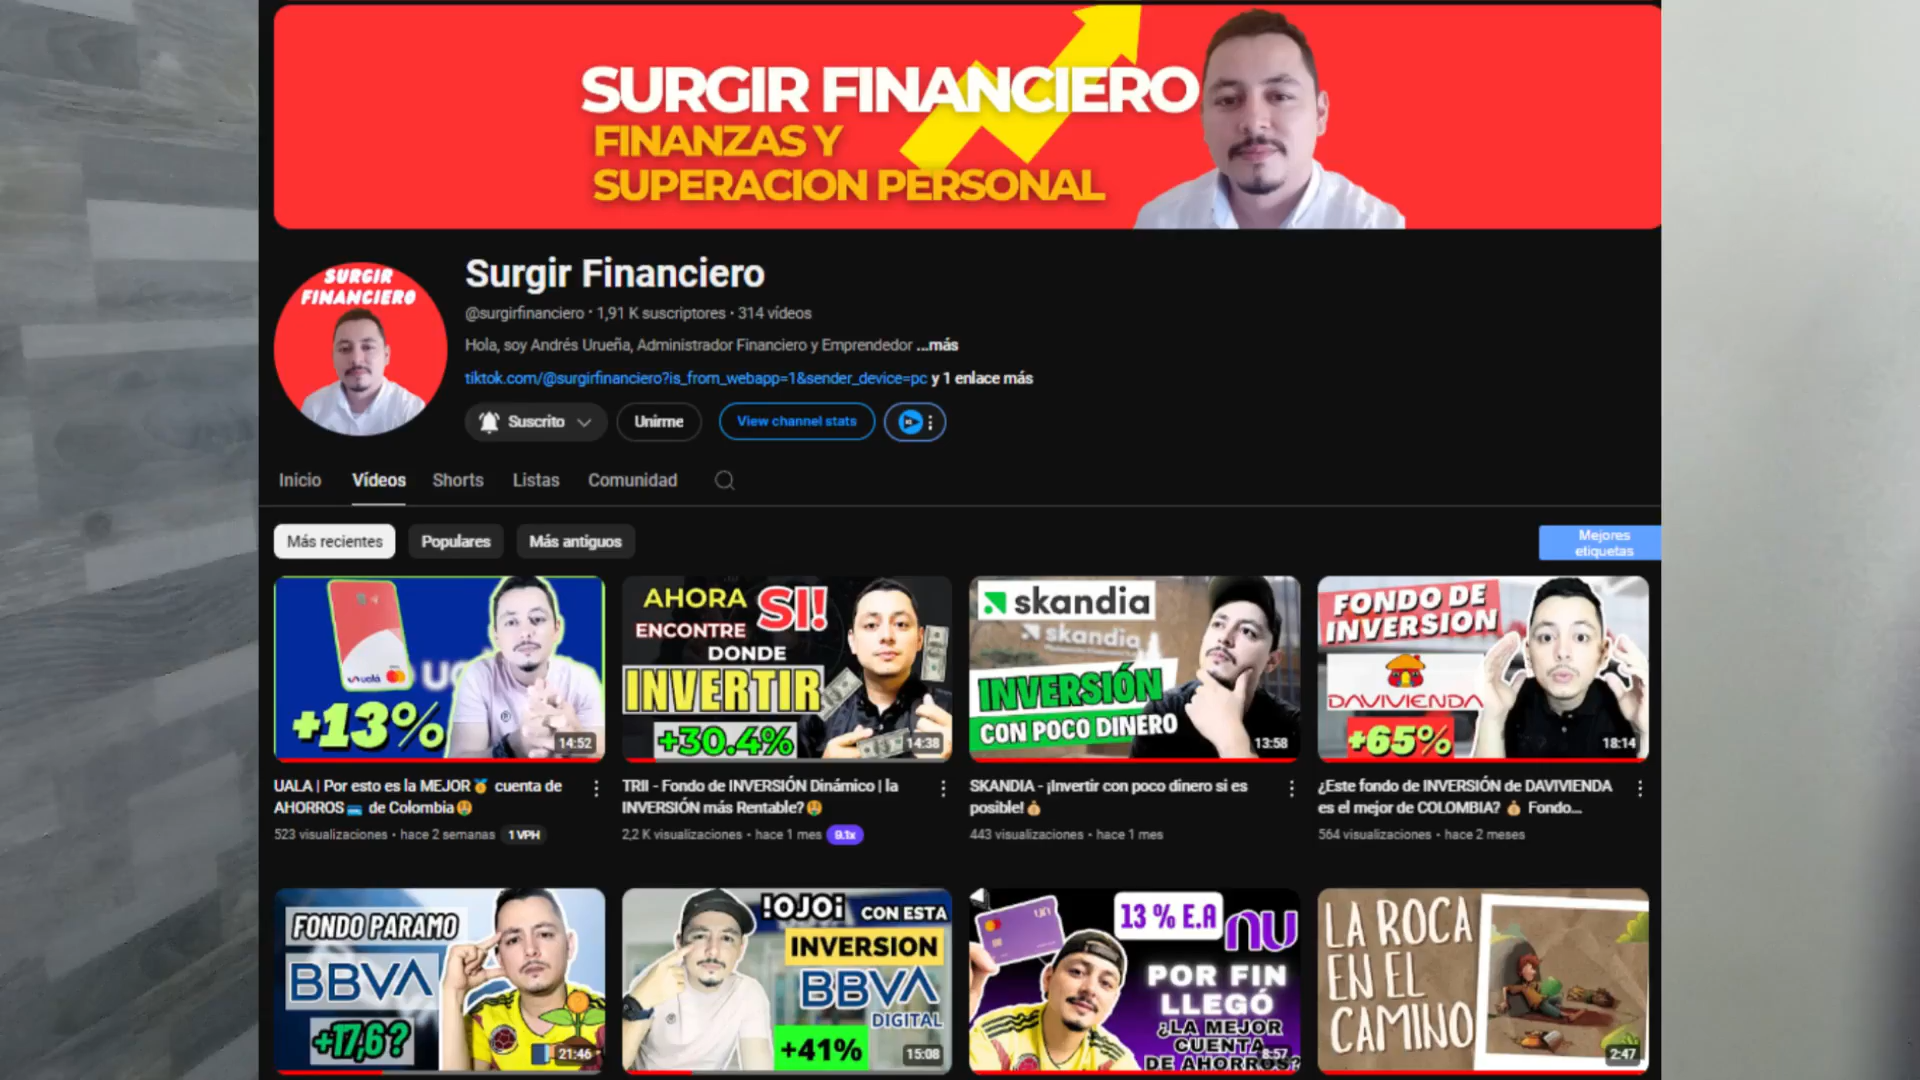 SURGIR FINANCIERO
FINANZAS Y
SUPERACION PERSONAL
SURGIR
FINANCIERO
Surgir Financiero
@surgirfinanciero • 1,91 K suscriptores • 314 vídeos
Hola, soy Andrés Urueña, Administrador Financiero y Emprendedor ...más
tiktok.com/@surgirfinanciero?is_from_webapp=1&sender_device=pc y 1 enlace más
Suscrito
Unirme
View channel stats
Inicio
Vídeos
Shorts
Listas
Comunidad
Más recientes
Populares
Más antiguos
Mejores
etiquetas
ualá
+13%
14:52
AHORA SI!
ENCONTRE
DONDE
INVERTIR
+30.4%
14:38
skandia
skandia
INVERSIÓN
CON POCO DINERO
13:58
FONDO DE
INVERSION
DAVIVIENDA
+65%
18:14
UALA | Por esto es la MEJOR🥇 cuenta de
AHORROS💳 de Colombia🤑
523 visualizaciones • hace 2 semanas 1 VPH
TRII - Fondo de INVERSIÓN Dinámico | la
INVERSIÓN más Rentable?🤑
2,2 K visualizaciones • hace 1 mes 9.1x
SKANDIA - ¡Invertir con poco dinero si es
posible!💰
443 visualizaciones • hace 1 mes
¿Este fondo de INVERSIÓN de DAVIVIENDA
es el mejor de COLOMBIA? 💰 Fondo...
564 visualizaciones • hace 2 meses
FONDO PARAMO
BBVA
+17,6?
21:46
!OJO¡ CON ESTA
INVERSION
BBVA
DIGITAL
+41%
15:08
nu
13 % E.A nu
POR FIN
LLEGÓ
¿LA MEJOR
CUENTA
DE AHORROS?
8:57
LA ROCA
EN EL
CAMINO
2:47